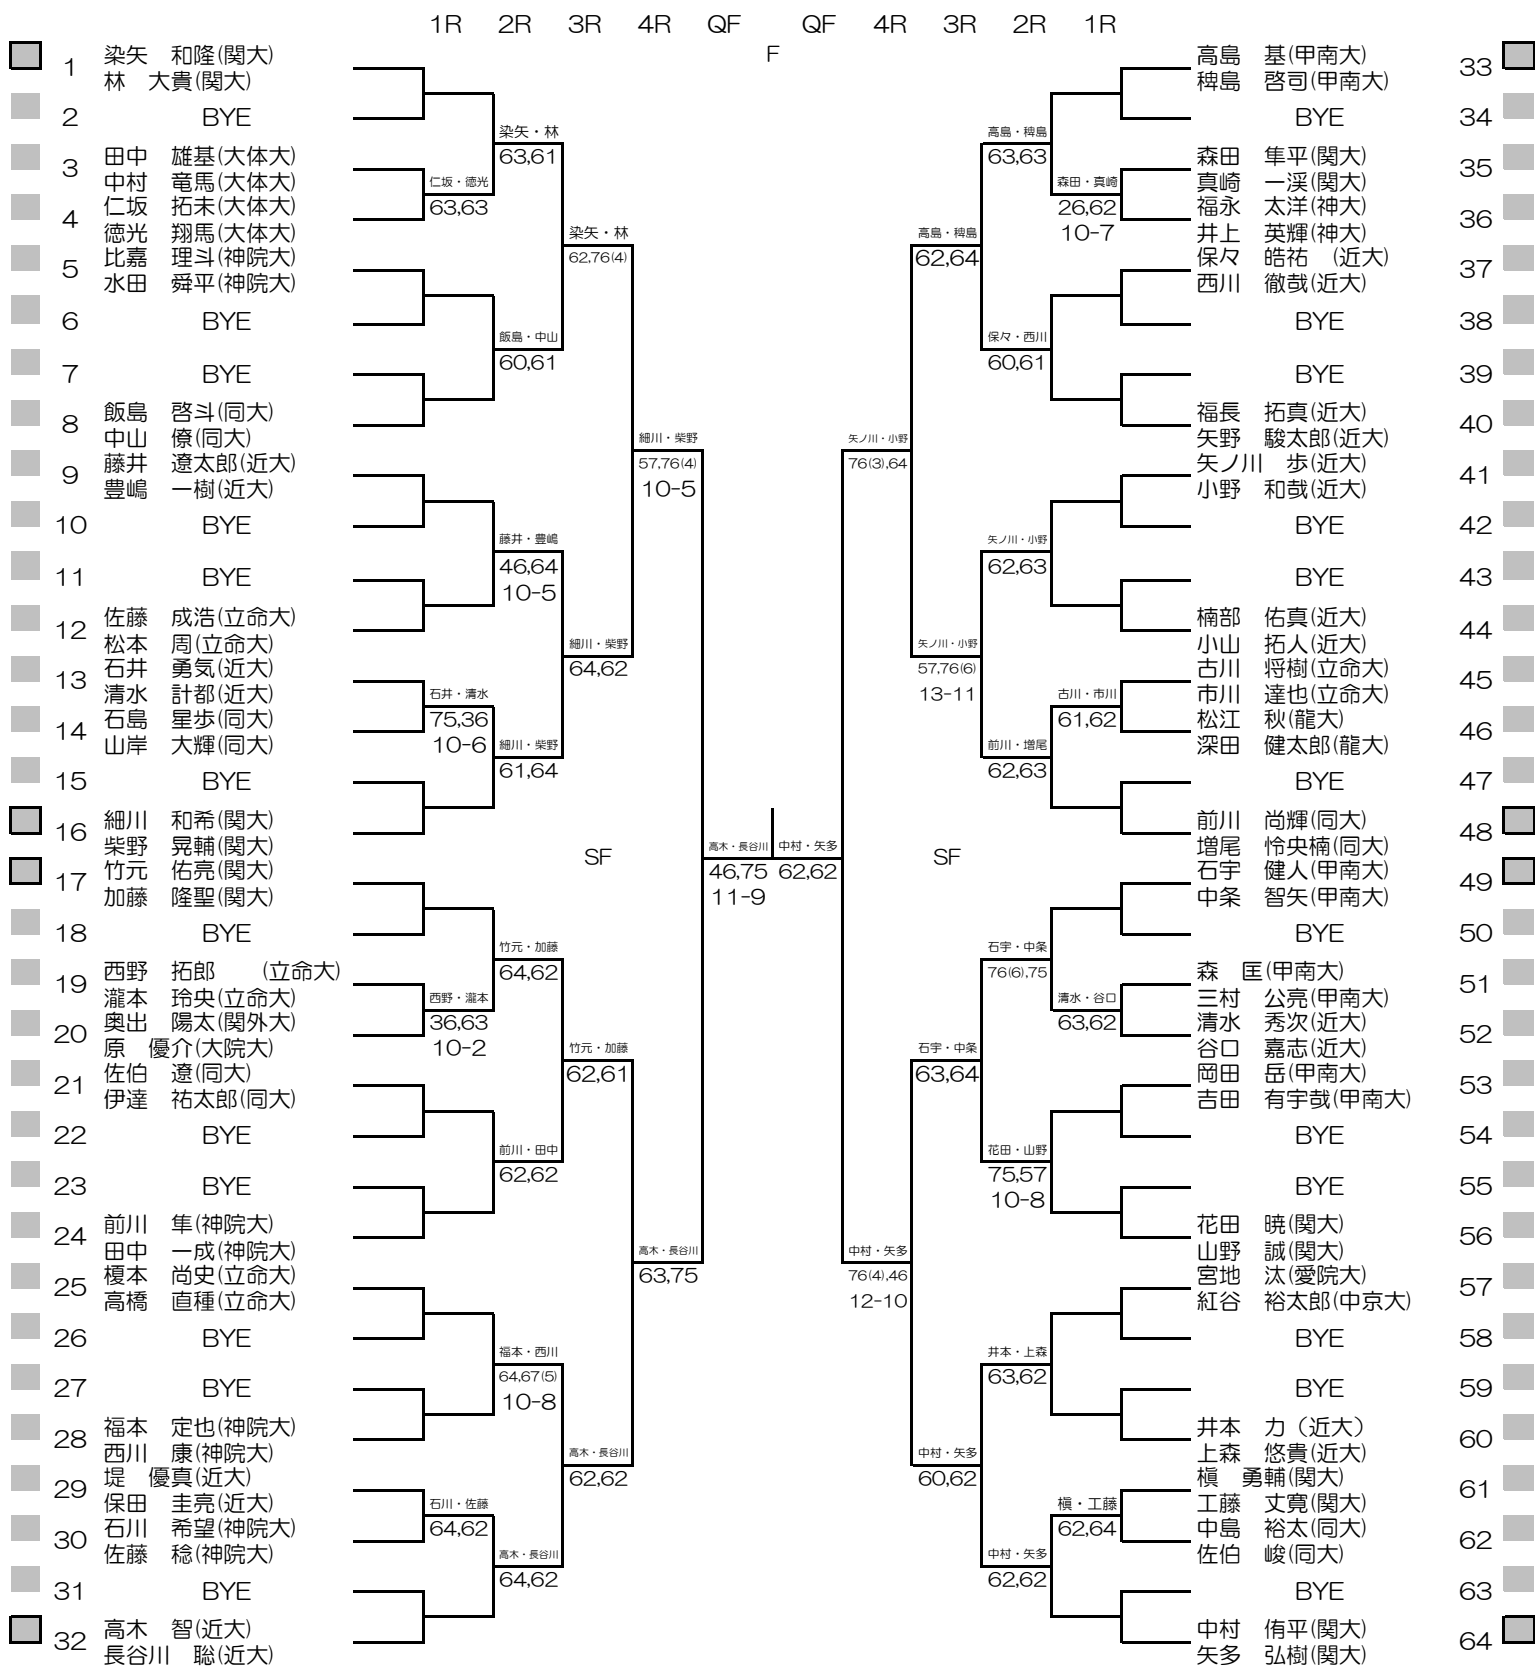 1R 2R 3R 4R QF QF 4R 3R 2R 1R
F
1 染矢 和隆(関大)
林 大貴(関大)
2 BYE
3 田中 雄基(大体大)
中村 竜馬(大体大)
4 仁坂 拓未(大体大)
徳光 翔馬(大体大)
5 比嘉 理斗(神院大)
水田 舜平(神院大)
6 BYE
7 BYE
8 飯島 啓斗(同大)
中山 僚(同大)
9 藤井 遼太郎(近大)
豊嶋 一樹(近大)
10 BYE
11 BYE
12 佐藤 成浩(立命大)
松本 周(立命大)
13 石井 勇気(近大)
清水 計都(近大)
14 石島 星歩(同大)
山岸 大輝(同大)
15 BYE
16 細川 和希(関大)
柴野 晃輔(関大)
17 竹元 佑亮(関大)
加藤 隆聖(関大)
18 BYE
19 西野 拓郎 (立命大)
瀧本 玲央(立命大)
20 奥出 陽太(関外大)
原 優介(大院大)
21 佐伯 遼(同大)
伊達 祐太郎(同大)
22 BYE
23 BYE
24 前川 隼(神院大)
田中 一成(神院大)
25 榎本 尚史(立命大)
高橋 直種(立命大)
26 BYE
27 BYE
28 福本 定也(神院大)
西川 康(神院大)
29 堤 優真(近大)
保田 圭亮(近大)
30 石川 希望(神院大)
佐藤 稔(神院大)
31 BYE
32 高木 智(近大)
長谷川 聡(近大)
仁坂・徳光
63,63
石井・清水
75,36
10-6
西野・瀧本
36,63
10-2
石川・佐藤
64,62
染矢・林
63,61
飯島・中山
60,61
藤井・豊嶋
46,64
10-5
細川・柴野
61,64
竹元・加藤
64,62
前川・田中
62,62
福本・西川
64,67(5)
10-8
高木・長谷川
64,62
染矢・林
62,76(4)
細川・柴野
64,62
竹元・加藤
62,61
高木・長谷川
62,62
細川・柴野
57,76(4)
10-5
高木・長谷川
63,75
SF
高木・長谷川
46,75
11-9
中村・矢多
62,62
SF
矢ノ川・小野
76(3),64
中村・矢多
76(4),46
12-10
高島・稗島
62,64
矢ノ川・小野
57,76(6)
13-11
石宇・中条
63,64
中村・矢多
60,62
高島・稗島
63,63
保々・西川
60,61
矢ノ川・小野
62,63
前川・増尾
62,63
石宇・中条
76(6),75
花田・山野
75,57
10-8
井本・上森
63,62
中村・矢多
62,62
森田・真崎
26,62
10-7
古川・市川
61,62
清水・谷口
63,62
槇・工藤
62,64
高島 基(甲南大) 33
稗島 啓司(甲南大)
BYE 34
森田 隼平(関大) 35
真崎 一渓(関大)
福永 太洋(神大) 36
井上 英輝(神大)
保々 皓祐 (近大) 37
西川 徹哉(近大)
BYE 38
BYE 39
福長 拓真(近大) 40
矢野 駿太郎(近大)
矢ノ川 歩(近大) 41
小野 和哉(近大)
BYE 42
BYE 43
楠部 佑真(近大) 44
小山 拓人(近大)
古川 将樹(立命大) 45
市川 達也(立命大)
松江 秋(龍大) 46
深田 健太郎(龍大)
BYE 47
前川 尚輝(同大) 48
増尾 怜央楠(同大)
石宇 健人(甲南大) 49
中条 智矢(甲南大)
BYE 50
森 匡(甲南大) 51
三村 公亮(甲南大)
清水 秀次(近大) 52
谷口 嘉志(近大)
岡田 岳(甲南大) 53
吉田 有宇哉(甲南大)
BYE 54
BYE 55
花田 暁(関大) 56
山野 誠(関大)
宮地 汰(愛院大) 57
紅谷 裕太郎(中京大)
BYE 58
BYE 59
井本 力（近大） 60
上森 悠貴(近大)
槇 勇輔(関大) 61
工藤 丈寛(関大)
中島 裕太(同大) 62
佐伯 峻(同大)
BYE 63
中村 侑平(関大) 64
矢多 弘樹(関大)